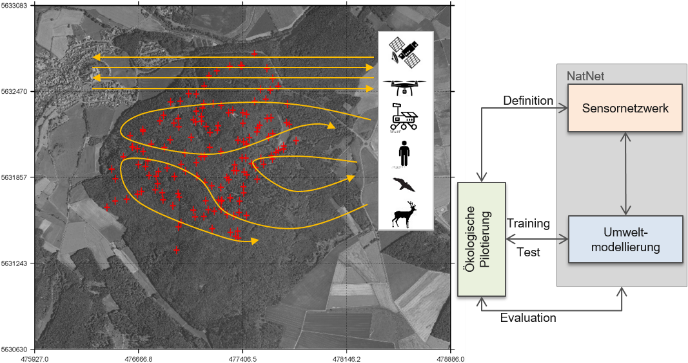 5633083
5632470
5631857
5631243
5630630
475927.0
476666.8
477406.5
478146.2
478886.0
NatNet
Sensornetzwerk
Definition
Ökologische
Pilotierung
Training
Test
Umwelt-
modellierung
Evaluation